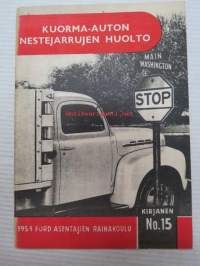 KUORMA-AUTON
NESTEJARRUJEN HUOLTO
MAIN
WASHINGTON
STOP
KIRJANEN
No.15
1951 FORD ASENTAJIEN RAINAKOULU